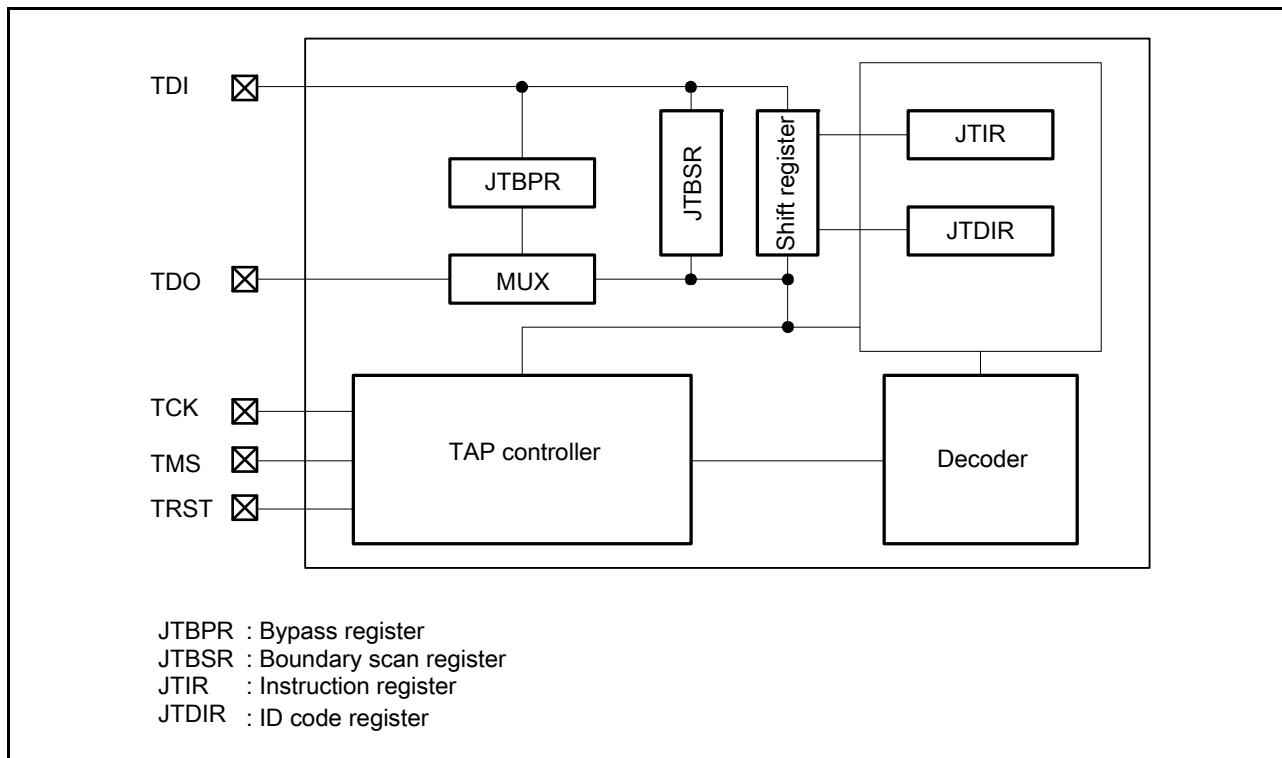 TDI
JTBPR
JTBSR
Shift register
JTIR
JTDIR
TDO
MUX
TCK
TMS
TRST
TAP controller
Decoder
JTBPR : Bypass register
JTBSR : Boundary scan register
JTIR : Instruction register
JTDIR : ID code register